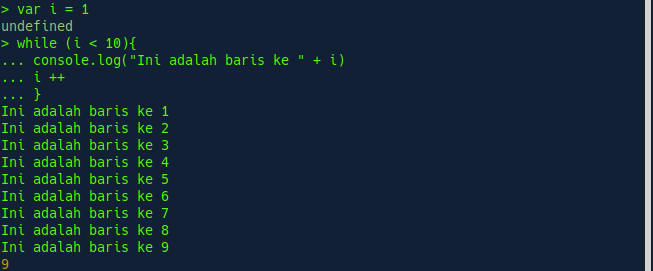 > var i = 1
undefined
> while (i < 10){
... console.log("Ini adalah baris ke " + i)
... i ++
... }
Ini adalah baris ke 1
Ini adalah baris ke 2
Ini adalah baris ke 3
Ini adalah baris ke 4
Ini adalah baris ke 5
Ini adalah baris ke 6
Ini adalah baris ke 7
Ini adalah baris ke 8
Ini adalah baris ke 9
9